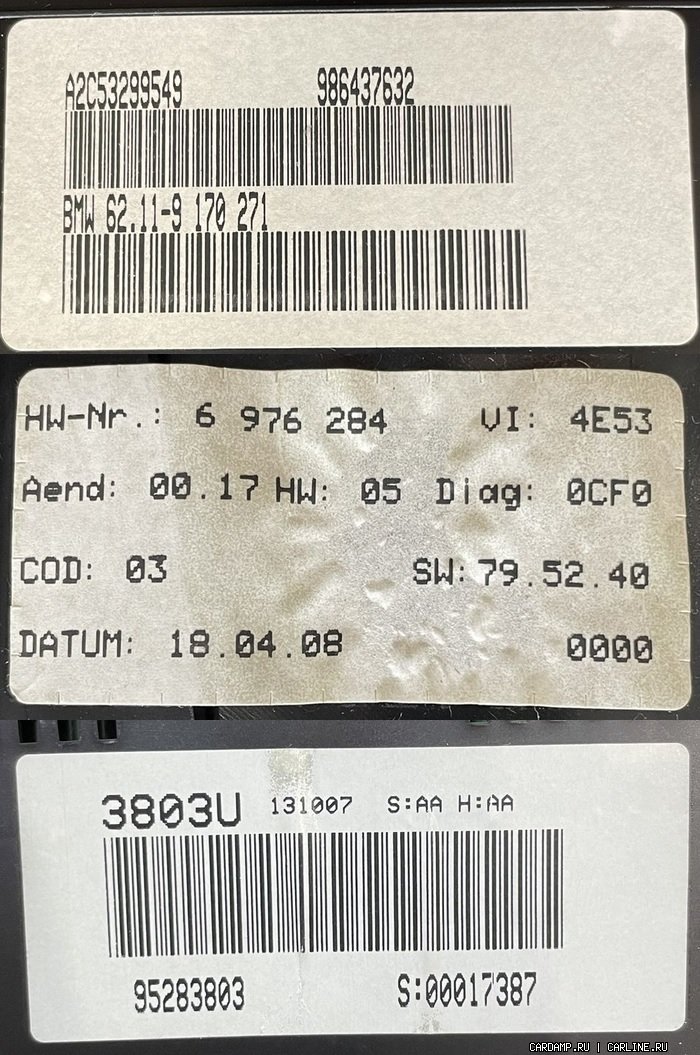 A2C53299549 986437632
BMW 62.11-9 170 271
HW-Nr.: 6 976 284 VI: 4E53
Aend: 00.17 HW: 05 Diag: 0CF0
COD: 03 SW: 79.52.40
DATUM: 18.04.08 0000
3803U 131007 S:AA H:AA
95283803 S:00017387
CARDAMP.RU | CARLINE.RU